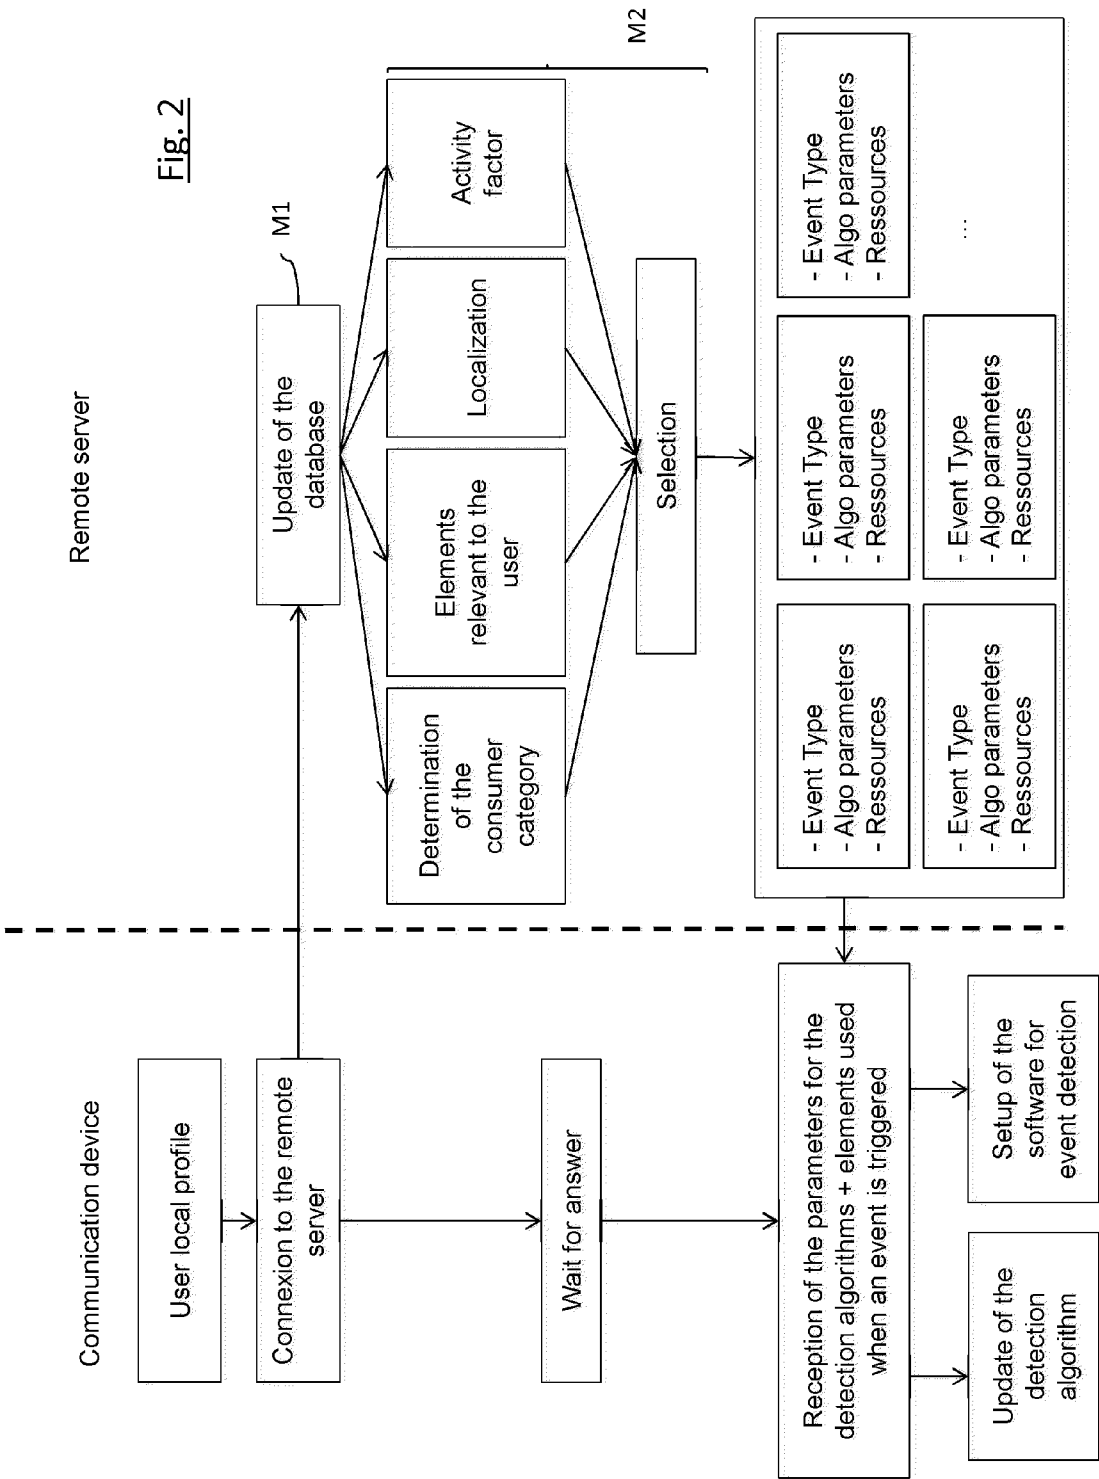 Fig. 2
Communication device
Remote server
User local profile
Connexion to the remote
server
Update of the
database
M1
Determination
of the
consumer
category
Elements
relevant to the
user
Localization
Activity
factor
M2
Wait for answer
Selection
Reception of the parameters for the
detection algorithms + elements used
when an event is triggered
- Event Type
- Algo parameters
- Ressources
- Event Type
- Algo parameters
- Ressources
- Event Type
- Algo parameters
- Ressources
- Event Type
- Algo parameters
- Ressources
- Event Type
- Algo parameters
- Ressources
...
Update of the
detection
algorithm
Setup of the
software for
event detection